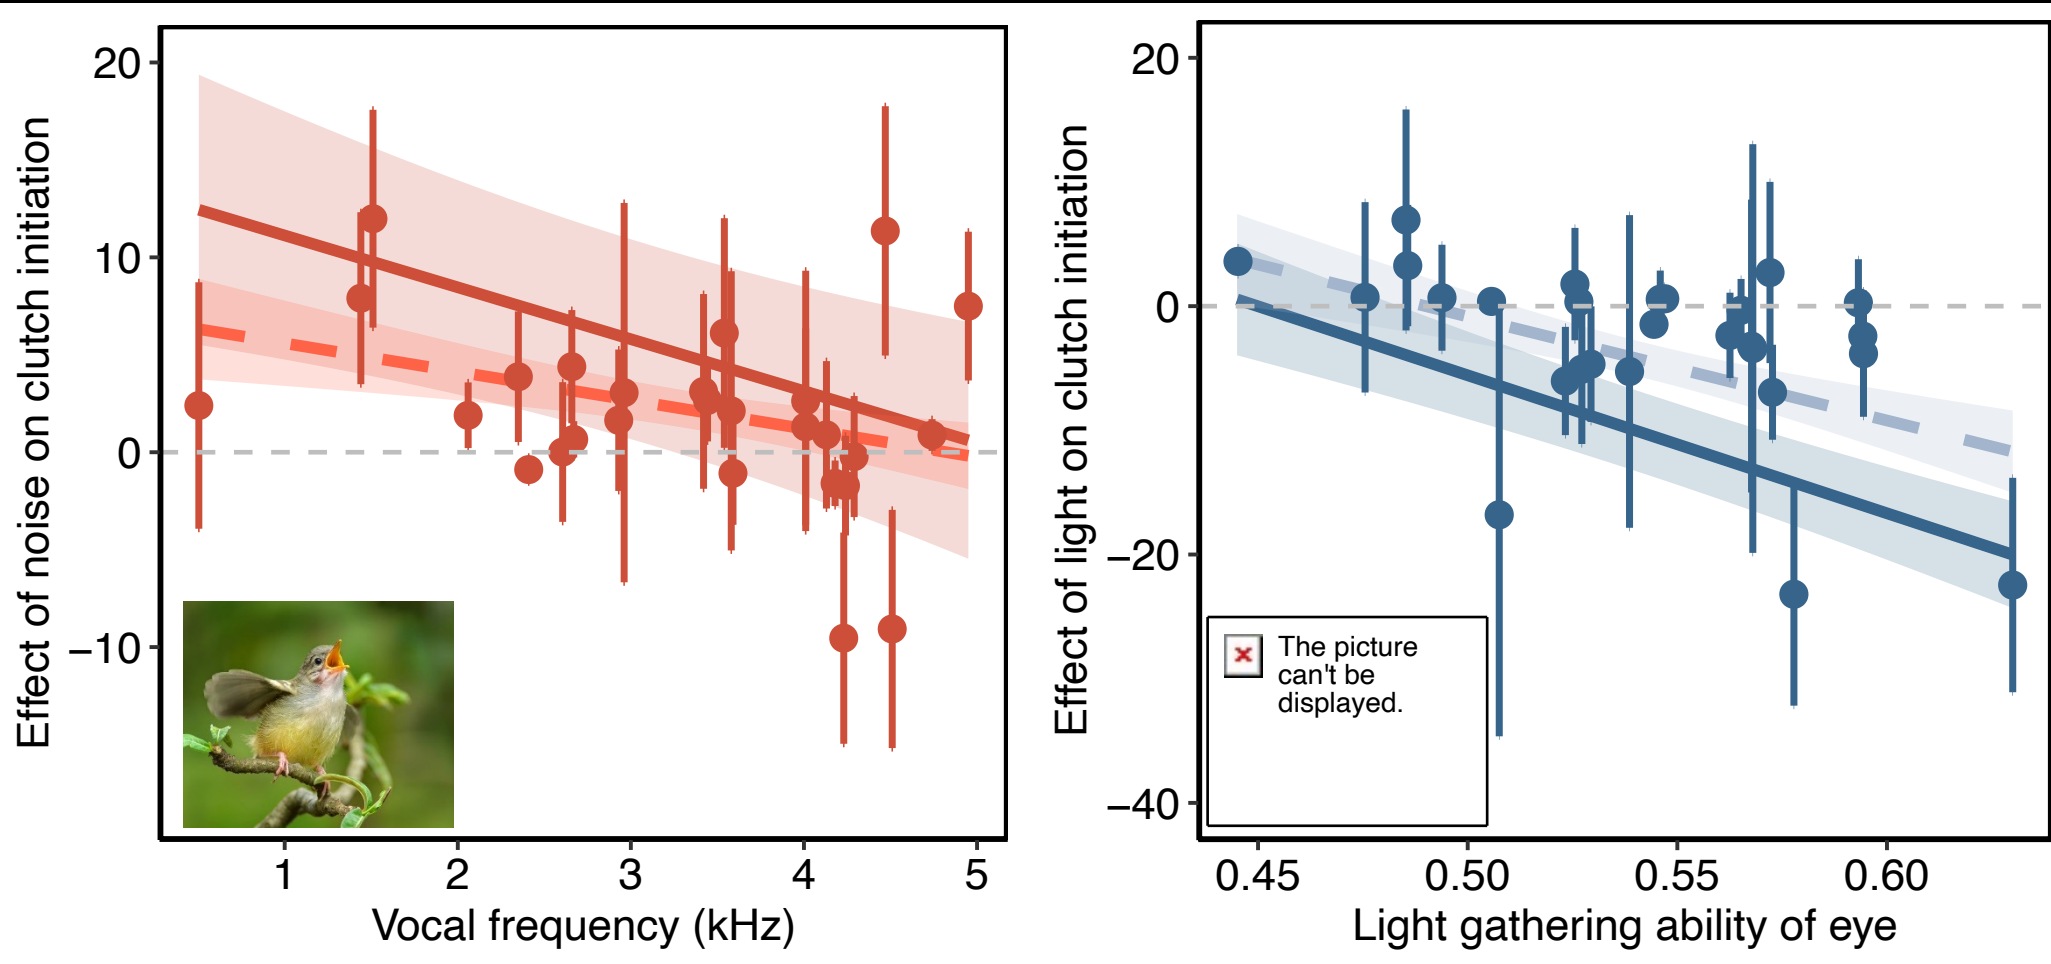 Effect of noise on clutch initiation
20
10
0
−10
1 2 3 4 5
Vocal frequency (kHz)
Effect of light on clutch initiation
20
0
−20
−40
The picture
can't be
displayed.
0.45 0.50 0.55 0.60
Light gathering ability of eye